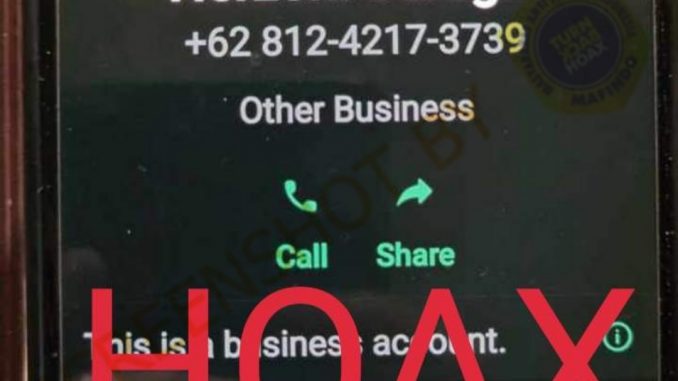 +62 812-4217-3739
TURN
BACK
HOAX
MAFINDO
Other Business
SCREENSHOT BY
Call
Share
This is a business account.
HOAX